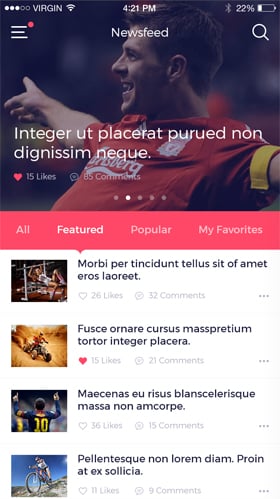 VIRGIN 4:21 PM 22%
Newsfeed
Integer ut placerat purued non
dignissim neque.
15 Likes 85 Comments
All Featured Popular My Favorites
Morbi per tincidunt tellus sit of amet
eros laoreet.
26 Likes 32 Comments
Fusce ornare cursus masspretium
tortor integer placera.
15 Likes 21 Comments
Maecenas eu risus blanscelerisque
massa non amcorpe.
36 Likes 15 Comments
Pellentesque non lorem diam. Proin
at ex sollicia.
11 Likes 9 Comments